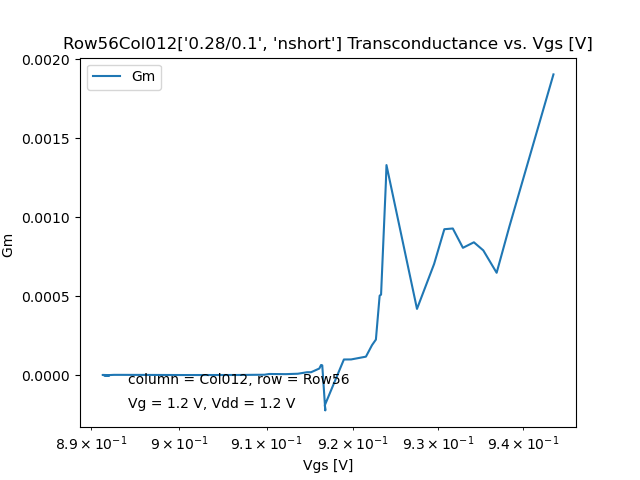 Row56Col012['0.28/0.1', 'nshort'] Transconductance vs. Vgs [V]
Gm
0.0020
0.0015
0.0010
0.0005
0.0000
Gm
column = Col012, row = Row56
Vg = 1.2 V, Vdd = 1.2 V
8.9 × 10⁻¹
9 × 10⁻¹
9.1 × 10⁻¹
9.2 × 10⁻¹
9.3 × 10⁻¹
9.4 × 10⁻¹
Vgs [V]